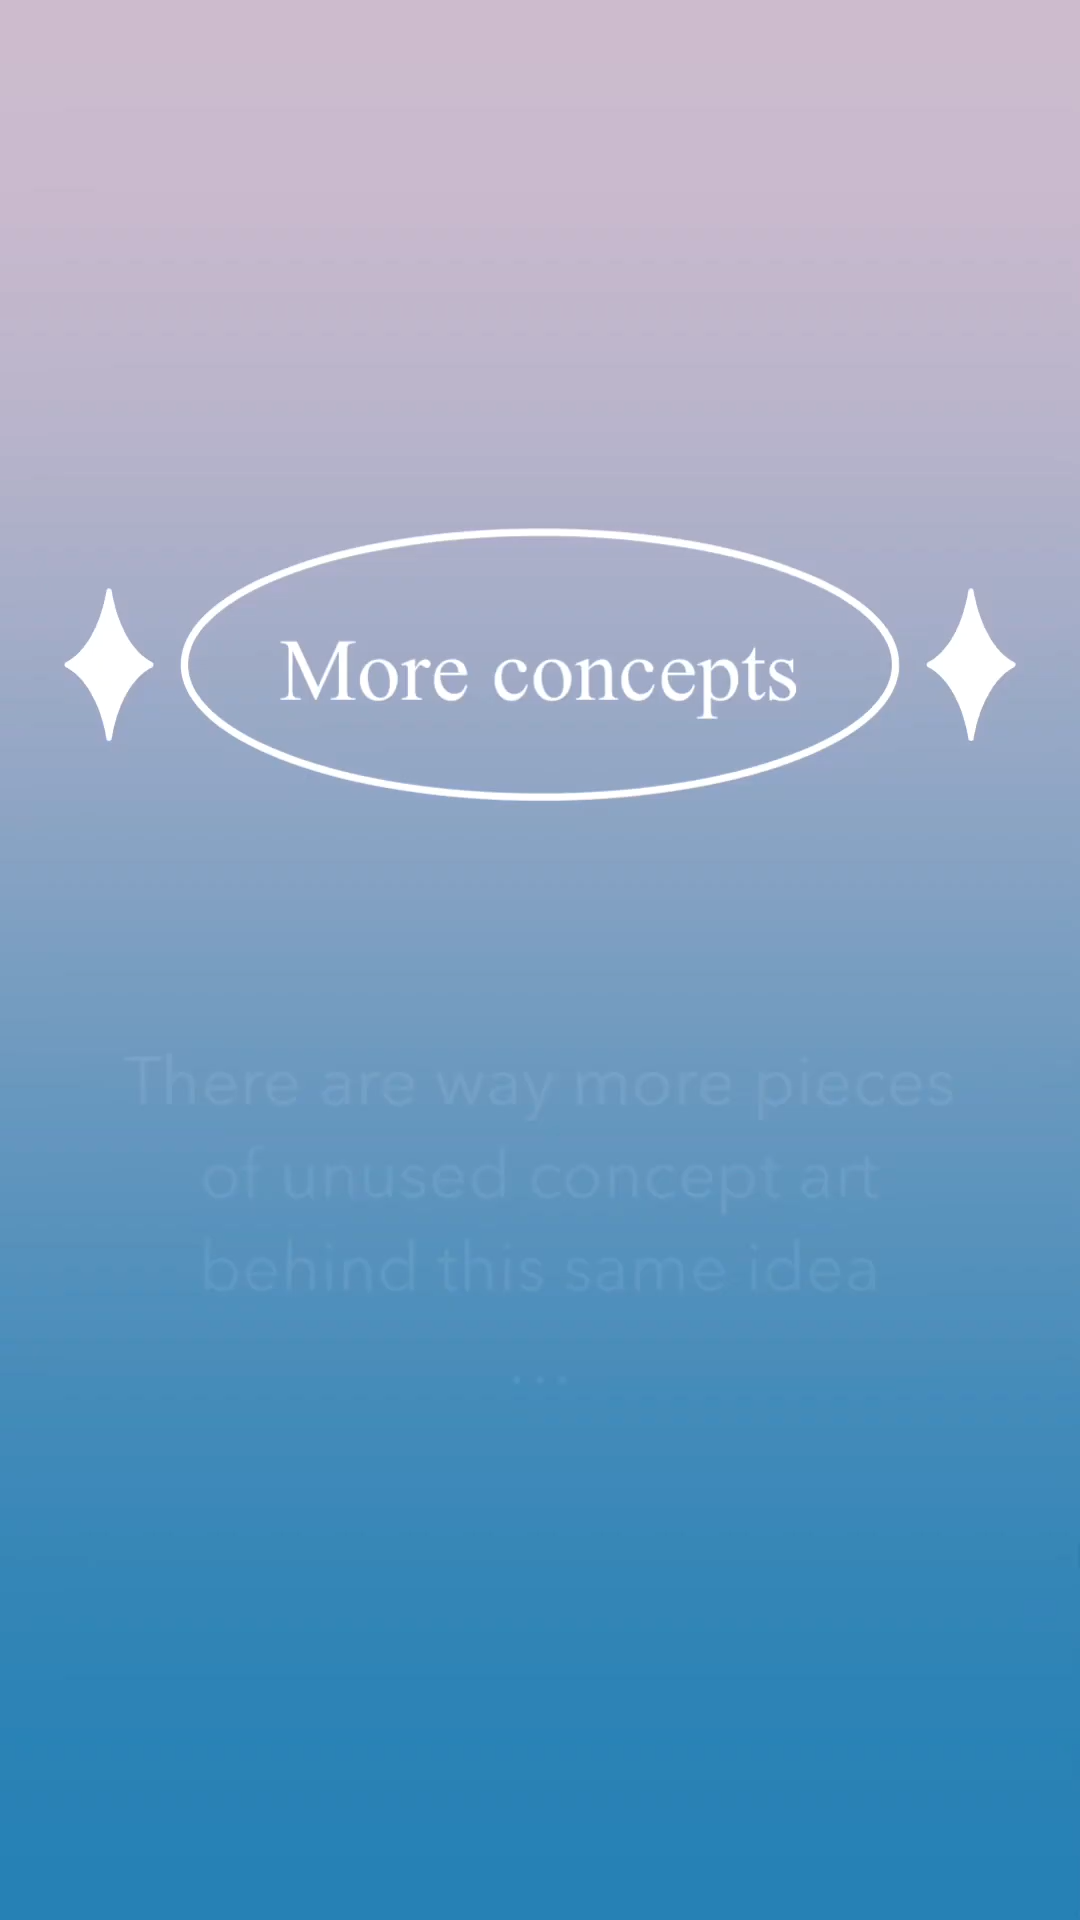 More concepts
There are way more pieces
of unused concept art
behind this same idea
...